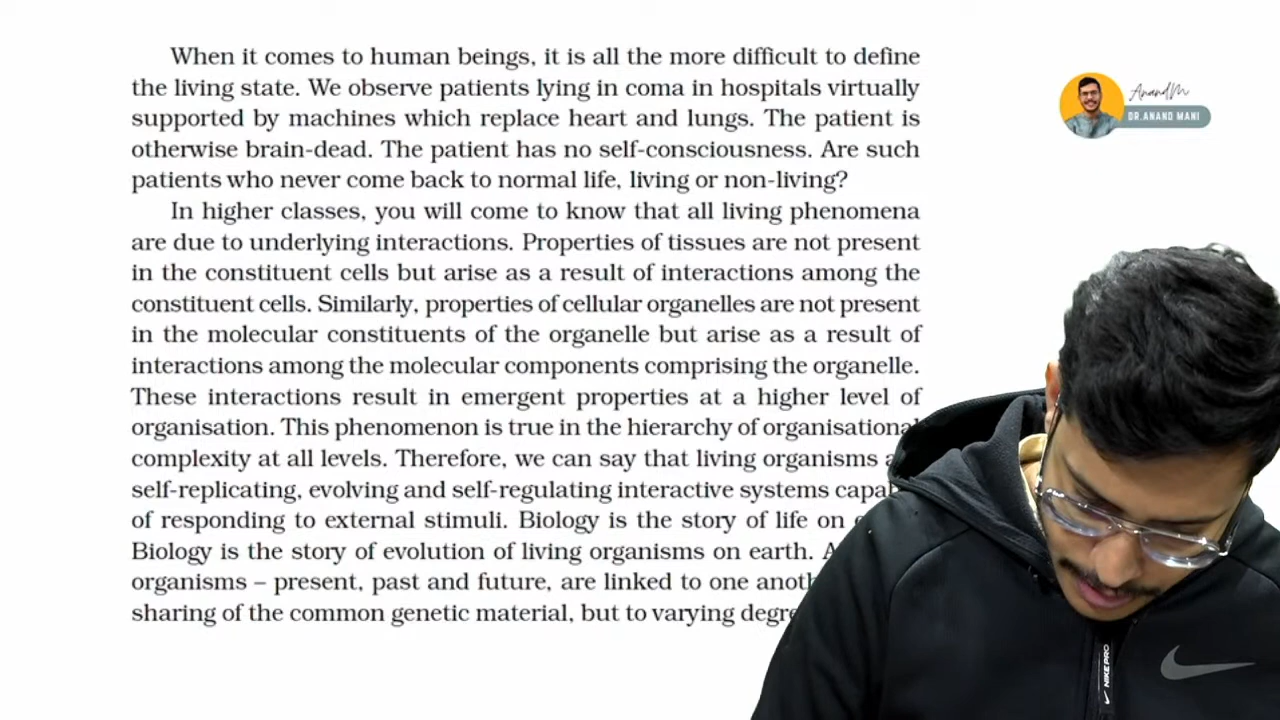 When it comes to human beings, it is all the more difficult to define
the living state. We observe patients lying in coma in hospitals virtually
supported by machines which replace heart and lungs. The patient is
otherwise brain-dead. The patient has no self-consciousness. Are such
patients who never come back to normal life, living or non-living?
In higher classes, you will come to know that all living phenomena
are due to underlying interactions. Properties of tissues are not present
in the constituent cells but arise as a result of interactions among the
constituent cells. Similarly, properties of cellular organelles are not present
in the molecular constituents of the organelle but arise as a result of
interactions among the molecular components comprising the organelle.
These interactions result in emergent properties at a higher level of
organisation. This phenomenon is true in the hierarchy of organisational
complexity at all levels. Therefore, we can say that living organisms
self-replicating, evolving and self-regulating interactive systems
of responding to external stimuli. Biology is the story of life on
Biology is the story of evolution of living organisms on earth.
organisms – present, past and future, are linked to one
sharing of the common genetic material, but to varying
AnandM
DR.ANAND MANI
NIKE PRO